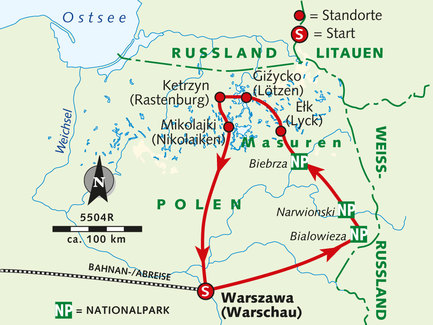 Ostsee
= Standorte
S = Start
RUSSLAND
LITAUEN
Ketrzyn
(Rastenburg)
Giźycko
(Lötzen)
Ełk
(Lyck)
Mikolajki
(Nikolaiken)
Masuren
Weichsel
WEISS-
RUSSLAND
Biebrza NP
N
POLEN
5504R
ca. 100 km
Narwionski NP
Bialowieza NP
BAHNAN-/ABREISE
S
Warszawa
(Warschau)
NP = NATIONALPARK